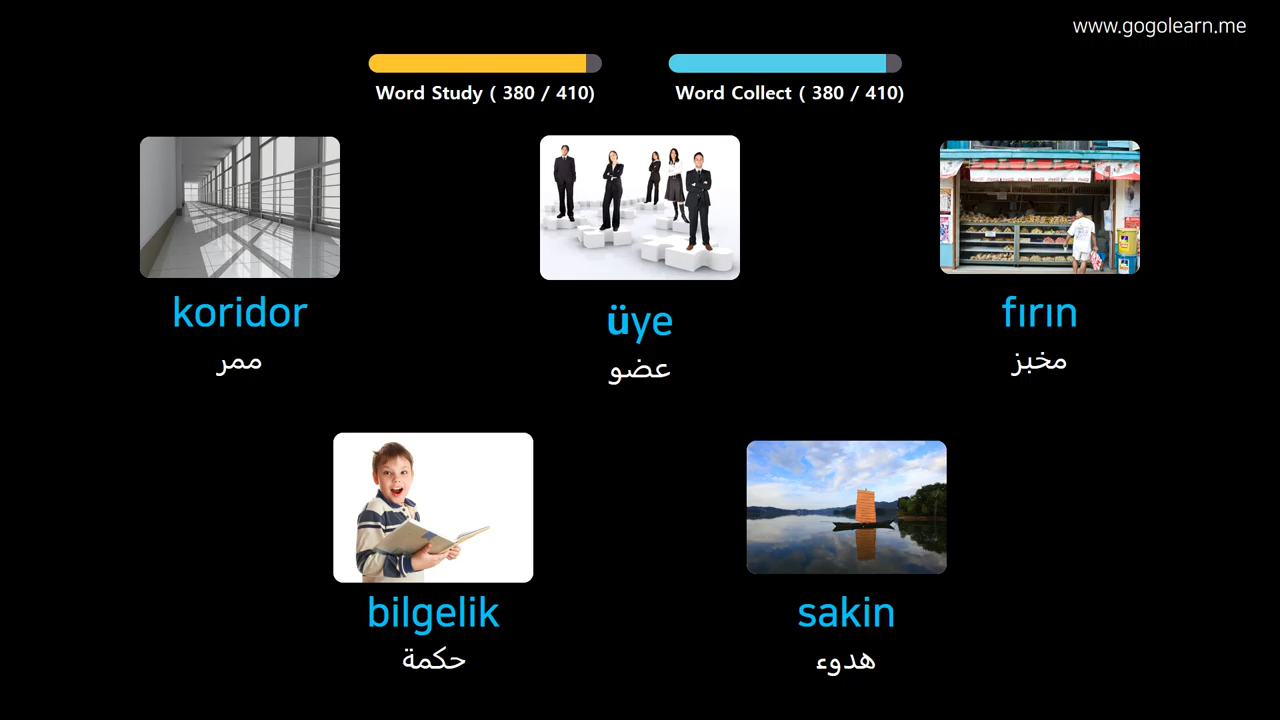 www.gogolearn.me
Word Study ( 380 / 410)
Word Collect ( 380 / 410)
koridor
ممر
üye
عضو
fırın
مخبز
bilgelik
حكمة
sakin
هدوء